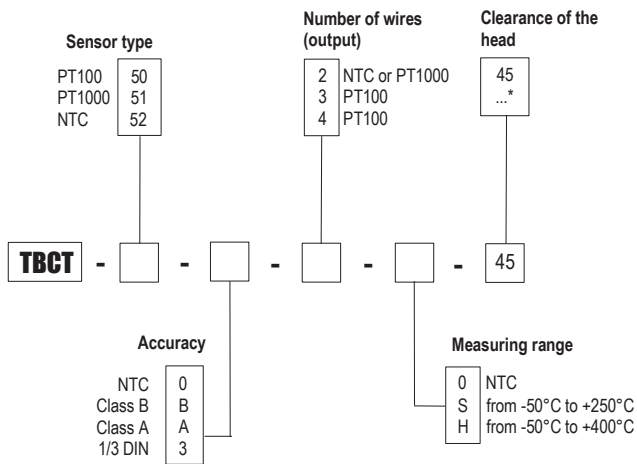 Sensor type
PT100 50
PT1000 51
NTC 52
Number of wires
(output)
2 NTC or PT1000
3 PT100
4 PT100
Clearance of the
head
45
...*
TBCT - - - - - 45
Accuracy
NTC 0
Class B B
Class A A
1/3 DIN 3
Measuring range
0 NTC
S from -50°C to +250°C
H from -50°C to +400°C